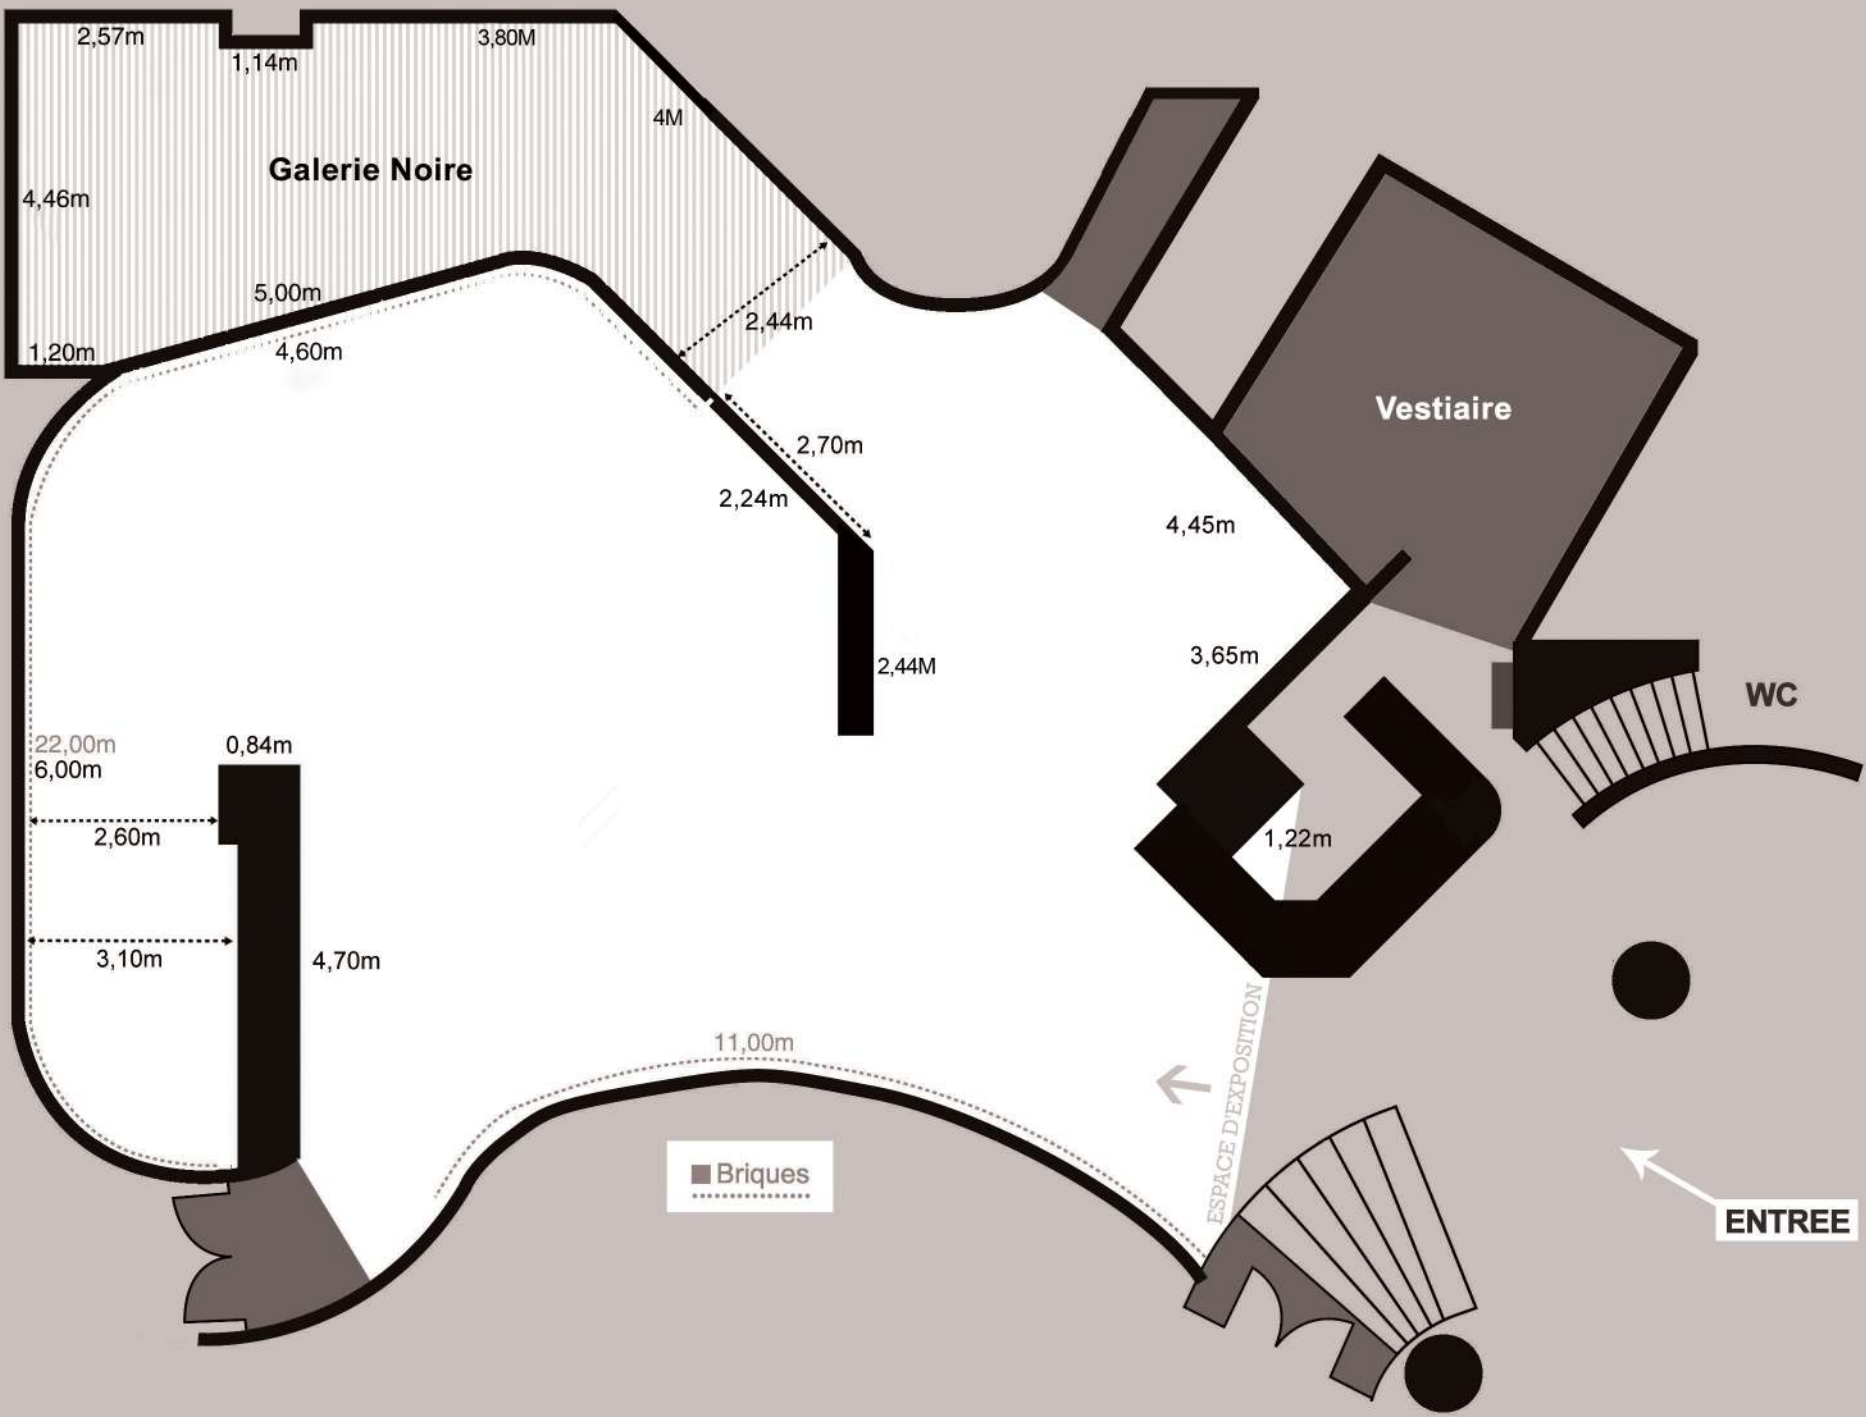 2,57m
1,14m
3,80M
4M
Galerie Noire
4,46m
5,00m
1,20m
4,60m
2,44m
2,70m
2,24m
Vestiaire
4,45m
3,65m
2,44M
WC
22,00m
6,00m
0,84m
2,60m
1,22m
3,10m
4,70m
11,00m
ESPACE D'EXPOSITION
Briques
ENTREE